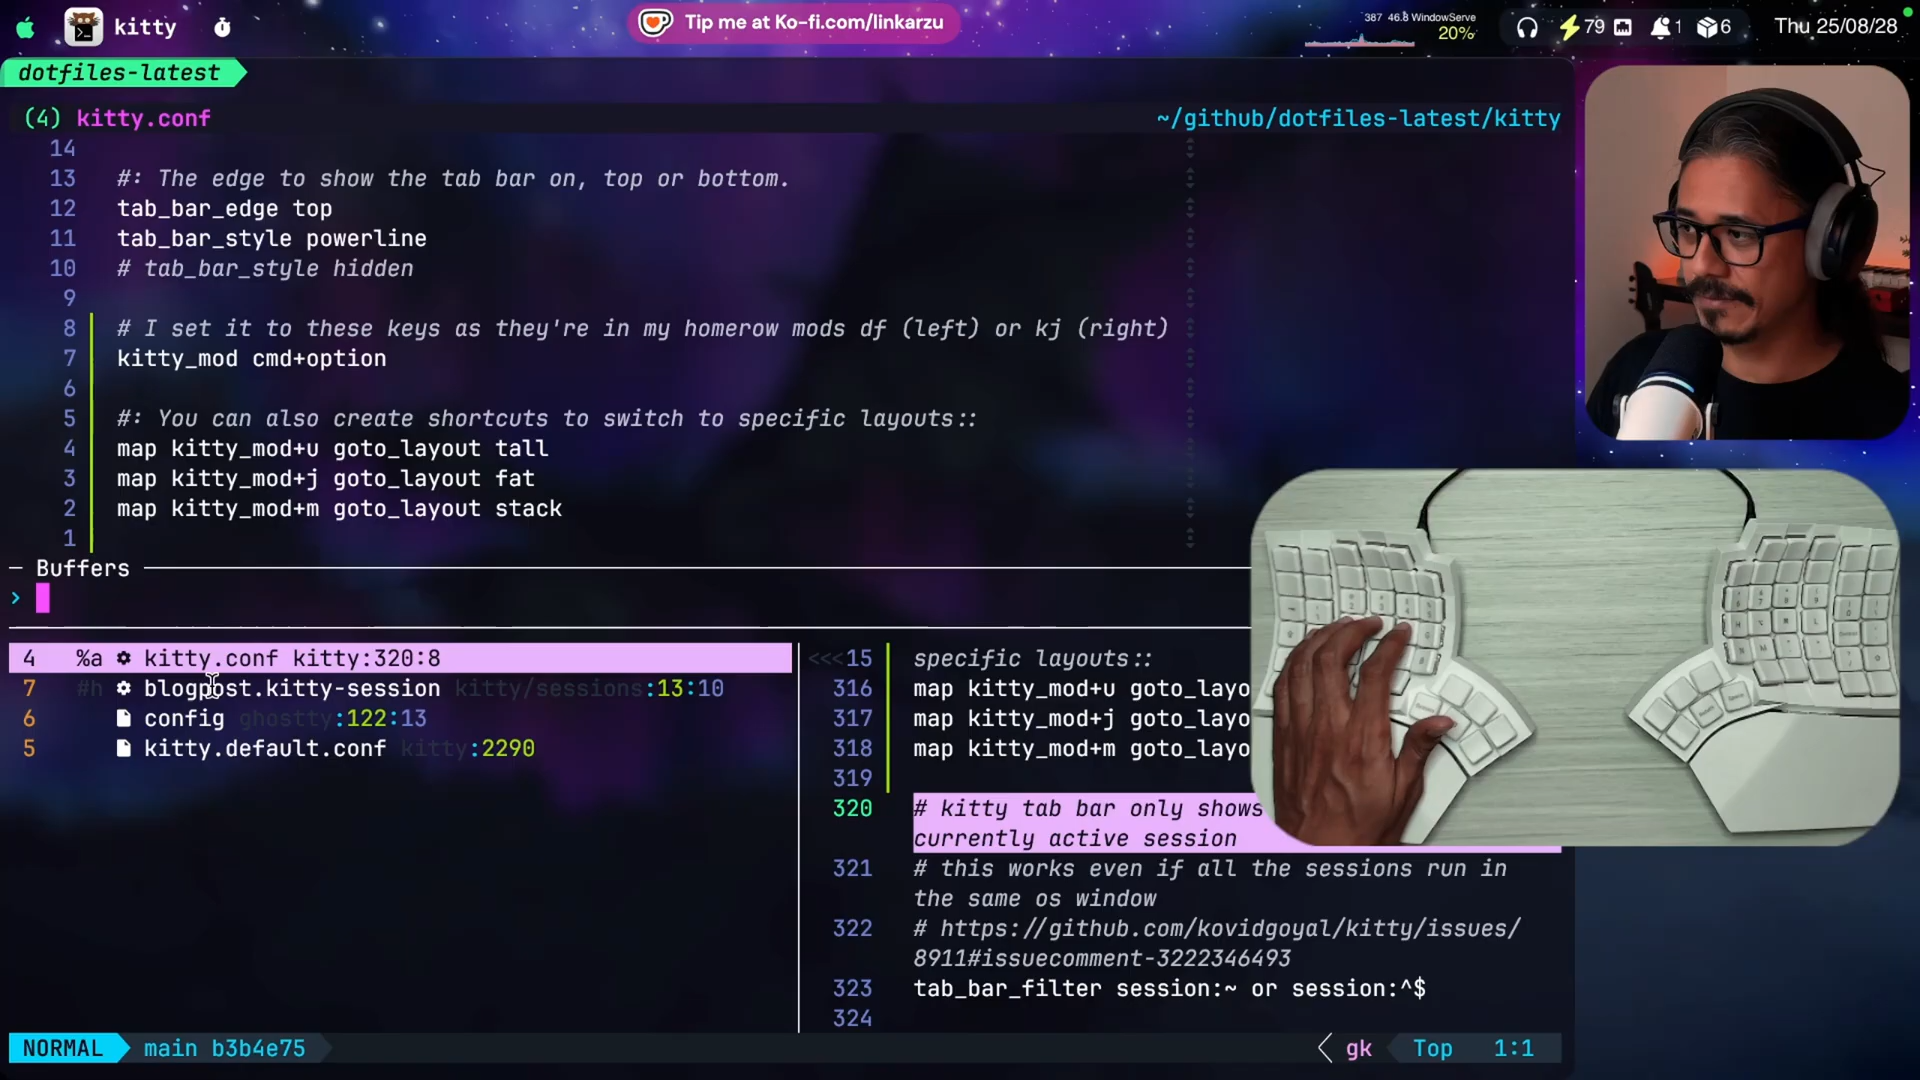 kitty
Tip me at Ko-fi.com/linkarzu
387 46.8 WindowServe
20%
79
1
6
Thu 25/08/28
dotfiles-latest
(4) kitty.conf
~/github/dotfiles-latest/kitty
14
13 #: The edge to show the tab bar on, top or bottom.
12 tab_bar_edge top
11 tab_bar_style powerline
10 # tab_bar_style hidden
9
8 # I set it to these keys as they're in my homerow mods df (left) or kj (right)
7 kitty_mod cmd+option
6
5 #: You can also create shortcuts to switch to specific layouts::
4 map kitty_mod+u goto_layout tall
3 map kitty_mod+j goto_layout fat
2 map kitty_mod+m goto_layout stack
1
Buffers
>
4 %a kitty.conf kitty:320:8
7 #h blogpost.kitty-session kitty/sessions:13:10
6 config ghostty:122:13
5 kitty.default.conf kitty:2290
<<<15 specific layouts::
316 map kitty_mod+u goto_layo
317 map kitty_mod+j goto_layo
318 map kitty_mod+m goto_layo
319
320 # kitty tab bar only shows
currently active session
321 # this works even if all the sessions run in
the same os window
322 # https://github.com/kovidgoyal/kitty/issues/
8911#issuecomment-3222346493
323 tab_bar_filter session:~ or session:^$
324
NORMAL main b3b4e75
gk Top 1:1